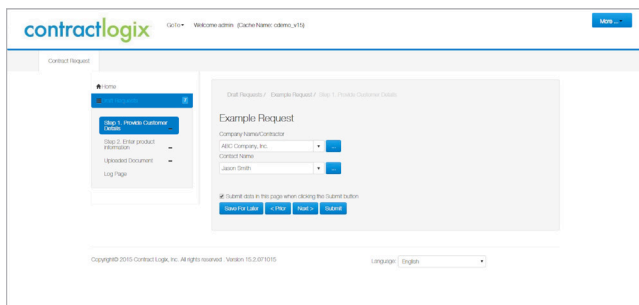 contractlogix
GoTo Welcome admin (Cache Name: cdemo_v15)
More ...
Contract Request
Home
Draft Requests
Draft Requests / Example Request / Step 1. Provide Customer Details
Step 1. Provide Customer
Details
Step 2. Enter product
information
Uploaded Document
Log Page
Example Request
Company Name/Contractor
ABC Company, Inc.
...
Contact Name
Jason Smith
...
Submit data in this page when clicking the Submit button
Save For Later < Prior Next > Submit
Copyright© 2015 Contract Logix, Inc. All rights reserved . Version 15.2.071015
Language: English